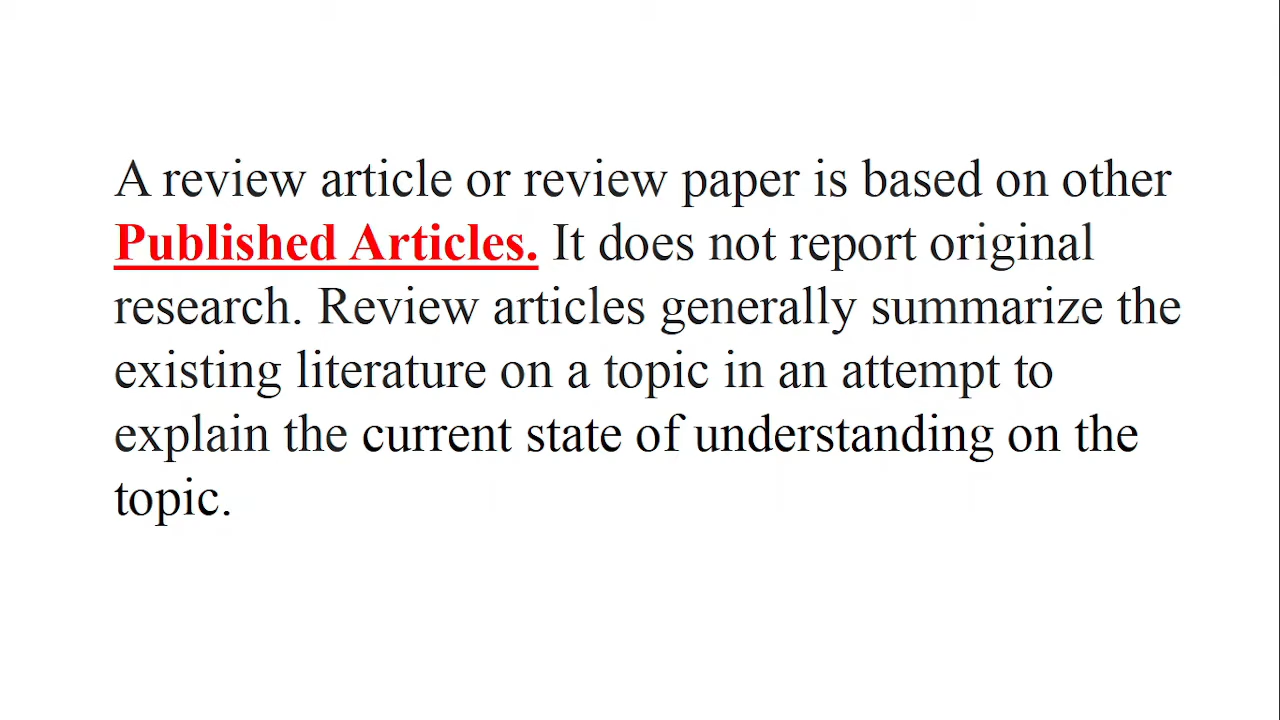 A review article or review paper is based on other
Published Articles. It does not report original
research. Review articles generally summarize the
existing literature on a topic in an attempt to
explain the current state of understanding on the
topic.